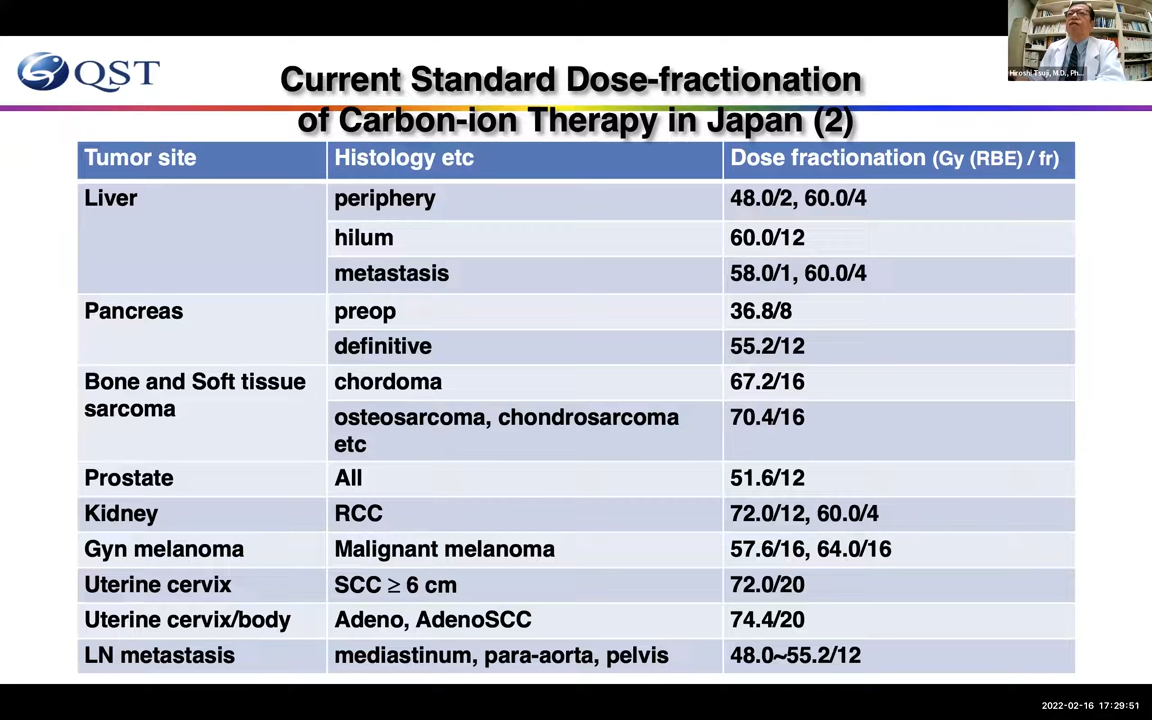 Hiroshi Tsuji, M.D., Ph...
QST
Current Standard Dose-fractionation
of Carbon-ion Therapy in Japan (2)
Tumor site Histology etc Dose fractionation (Gy (RBE) / fr)
Liver periphery 48.0/2, 60.0/4
hilum 60.0/12
metastasis 58.0/1, 60.0/4
Pancreas preop 36.8/8
definitive 55.2/12
Bone and Soft tissue chordoma 67.2/16
sarcoma
osteosarcoma, chondrosarcoma 70.4/16
etc
Prostate All 51.6/12
Kidney RCC 72.0/12, 60.0/4
Gyn melanoma Malignant melanoma 57.6/16, 64.0/16
Uterine cervix SCC ≥ 6 cm 72.0/20
Uterine cervix/body Adeno, AdenoSCC 74.4/20
LN metastasis mediastinum, para-aorta, pelvis 48.0~55.2/12
2022-02-16 17:29:51